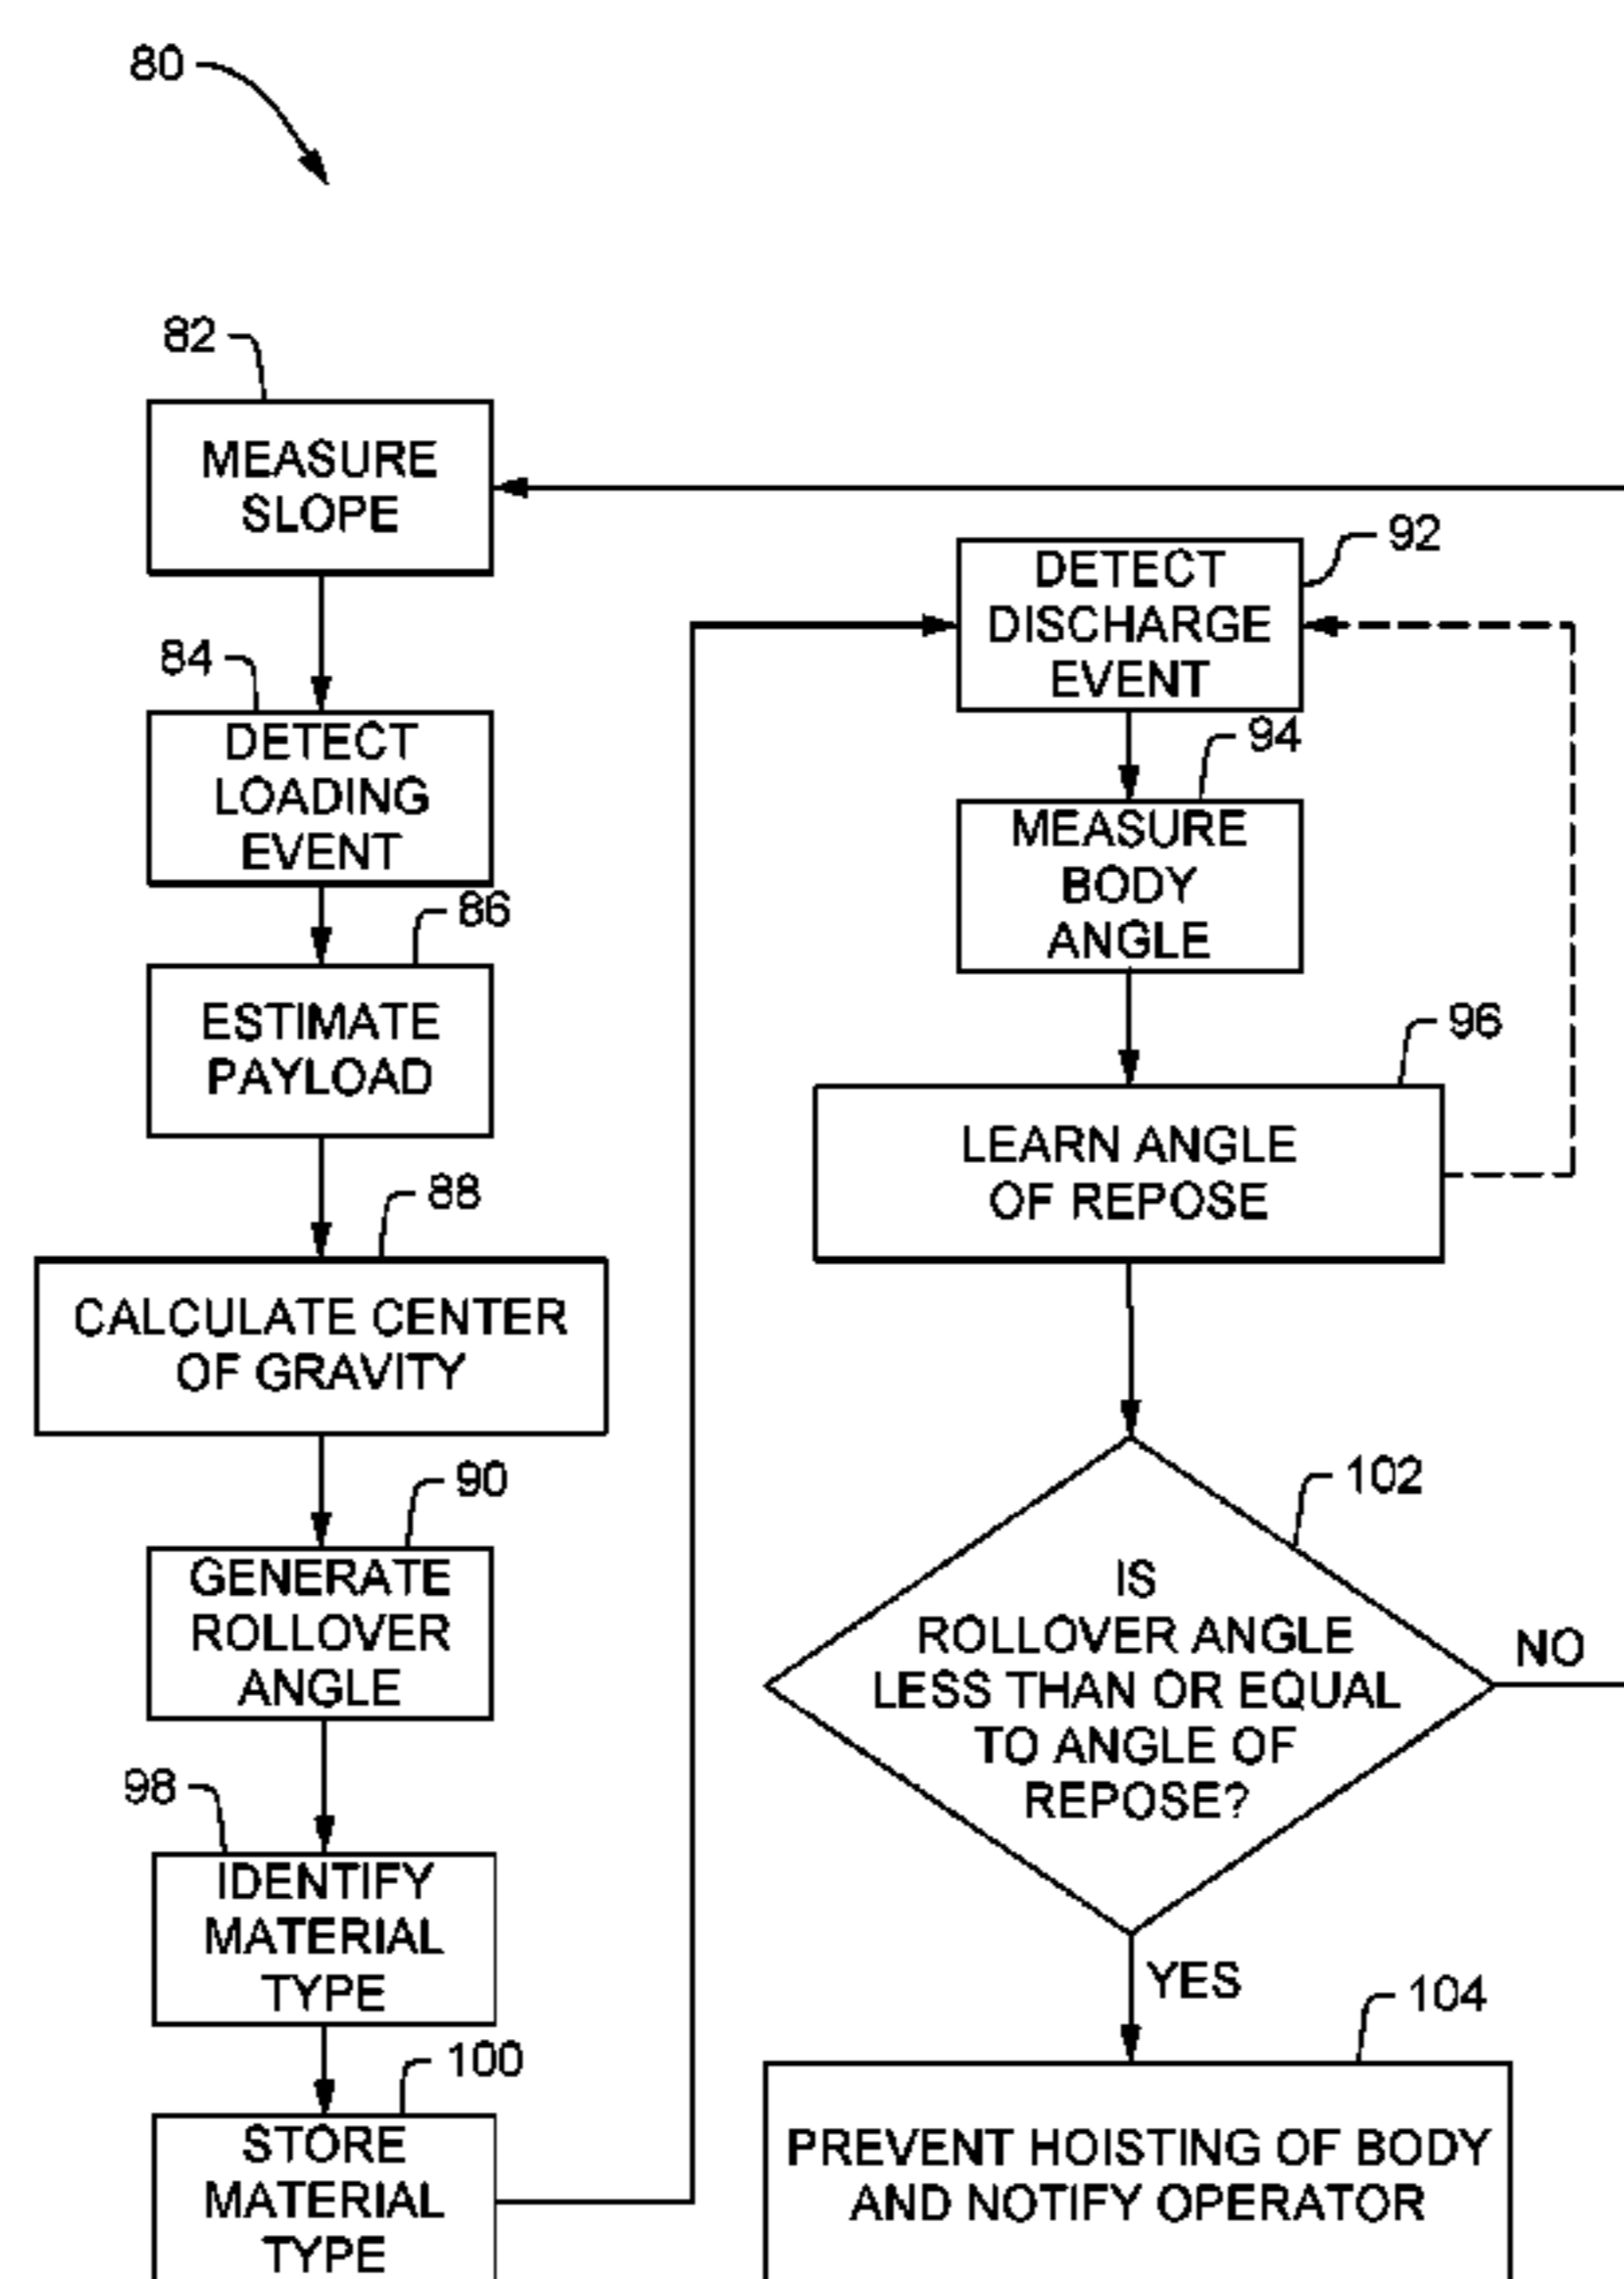 80
82
MEASURE
SLOPE
84
DETECT
LOADING
EVENT
86
ESTIMATE
PAYLOAD
88
CALCULATE CENTER
OF GRAVITY
90
GENERATE
ROLLOVER
ANGLE
98
IDENTIFY
MATERIAL
TYPE
100
STORE
MATERIAL
TYPE
92
DETECT
DISCHARGE
EVENT
94
MEASURE
BODY
ANGLE
96
LEARN ANGLE
OF REPOSE
102
IS
ROLLOVER ANGLE
LESS THAN OR EQUAL
TO ANGLE OF
REPOSE?
NO
YES
104
PREVENT HOISTING OF BODY
AND NOTIFY OPERATOR